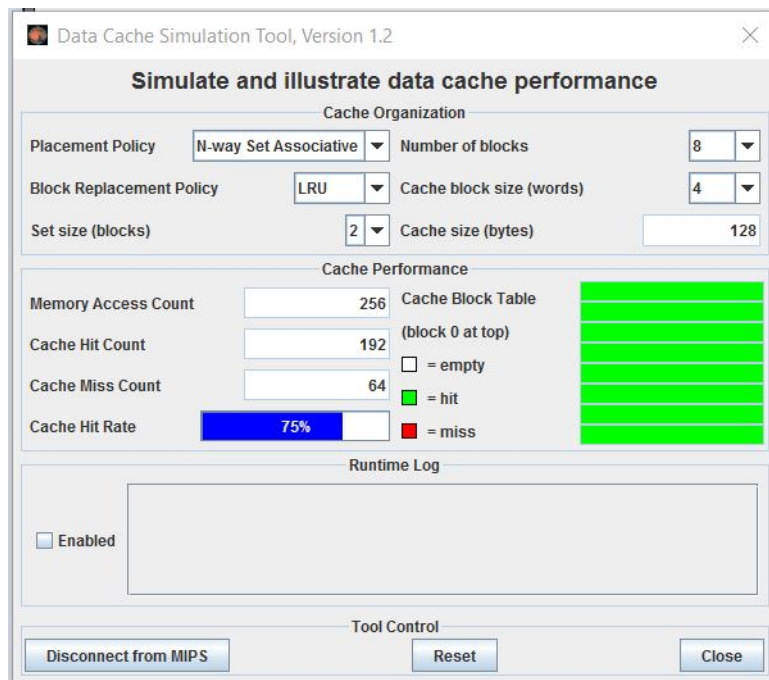 Data Cache Simulation Tool, Version 1.2
Simulate and illustrate data cache performance
Cache Organization
Placement Policy N-way Set Associative Number of blocks 8
Block Replacement Policy LRU Cache block size (words) 4
Set size (blocks) 2 Cache size (bytes) 128
Cache Performance
Memory Access Count 256 Cache Block Table
(block 0 at top)
Cache Hit Count 192
= empty
Cache Miss Count 64
= hit
Cache Hit Rate 75%
= miss
Runtime Log
Enabled
Tool Control
Disconnect from MIPS Reset Close